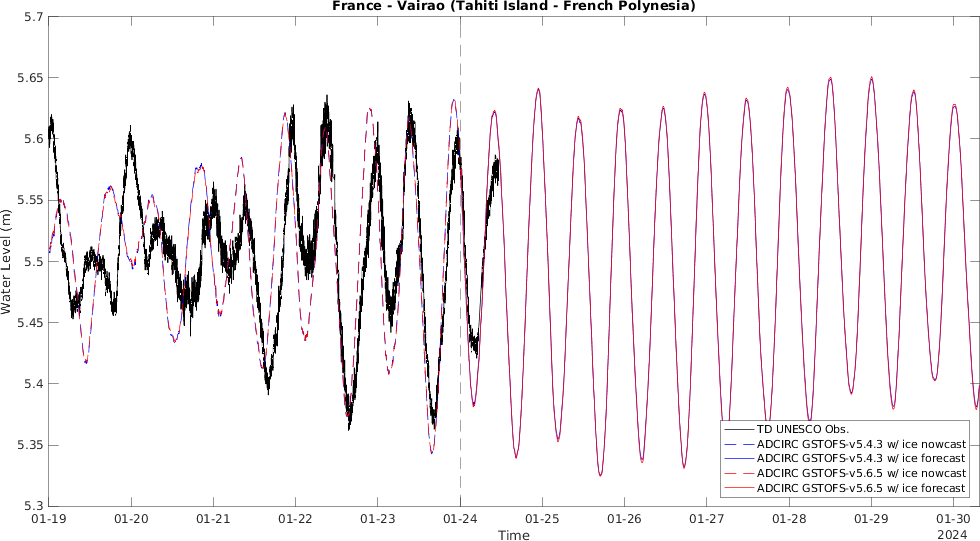 France - Vairao (Tahiti Island - French Polynesia)
5.7
5.65
5.6
5.55
5.5
5.45
5.4
5.35
5.3
Water Level (m)
TD UNESCO Obs.
ADCIRC GSTOFS-v5.4.3 w/ ice nowcast
ADCIRC GSTOFS-v5.4.3 w/ ice forecast
ADCIRC GSTOFS-v5.6.5 w/ ice nowcast
ADCIRC GSTOFS-v5.6.5 w/ ice forecast
01-19 01-20 01-21 01-22 01-23 01-24 01-25 01-26 01-27 01-28 01-29 01-30
Time
2024